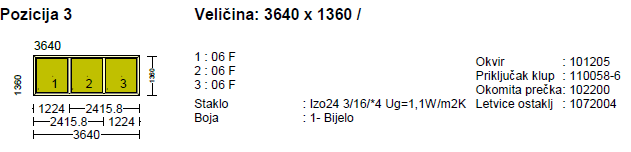 Pozicija 3
Veličina: 3640 x 1360 /
3640
1360
1 2 3
1360
1224 2415.8
2415.8 1224
3640
1 : 06 F
2 : 06 F
3 : 06 F
Staklo : Izo24 3/16/*4 Ug=1,1W/m2K
Boja : 1- Bijelo
Okvir : 101205
Priključak klup : 110058-6
Okomita prečka: 102200
Letvice ostaklj : 1072004